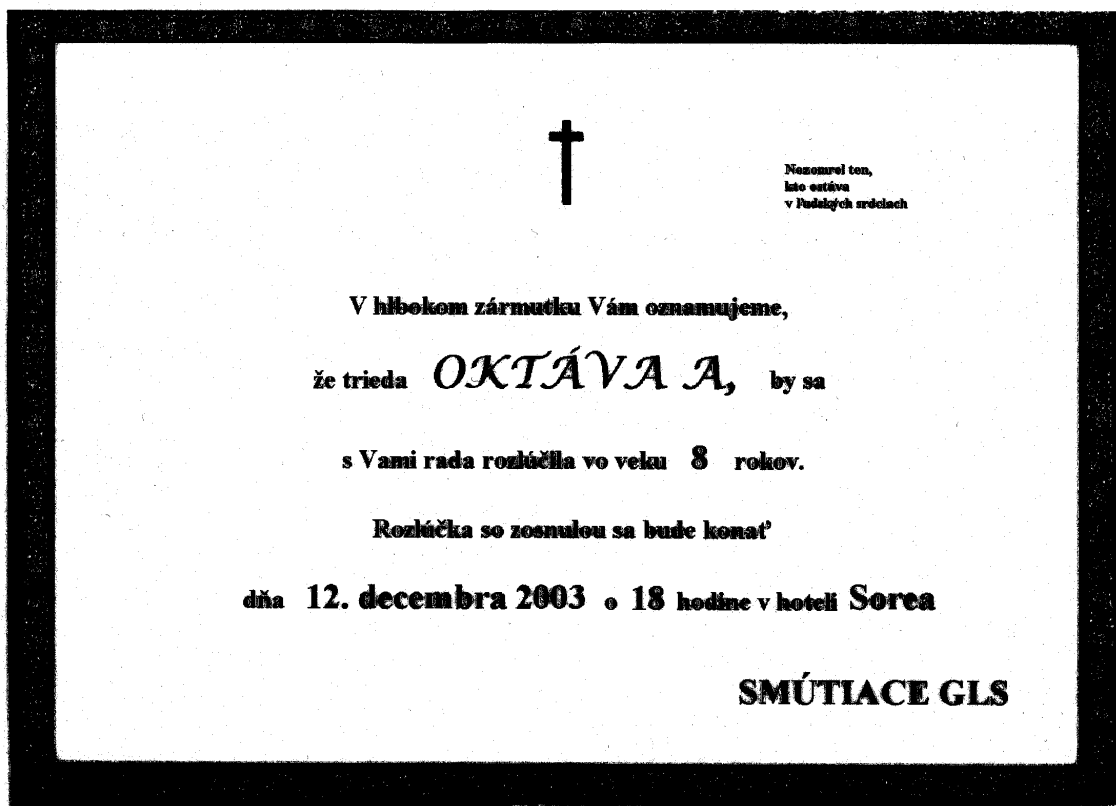 Nezomrel ten,
kto ostáva
v ľudských srdciach
V hlbokom zármutku Vám oznamujeme,
že trieda OKTÁVA A, by sa
s Vami rada rozlúčila vo veku 8 rokov.
Rozlúčka so zosnulou sa bude konať
dňa 12. decembra 2003 o 18 hodine v hoteli Sorea
SMÚTIACE GLS